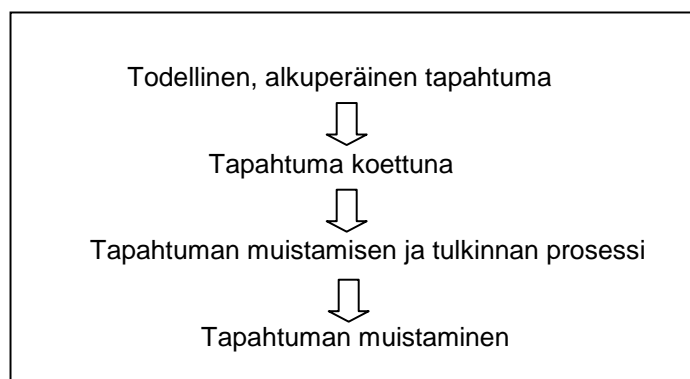 Todellinen, alkuperäinen tapahtuma
Tapahtuma koettuna
Tapahtuman muistamisen ja tulkinnan prosessi
Tapahtuman muistaminen